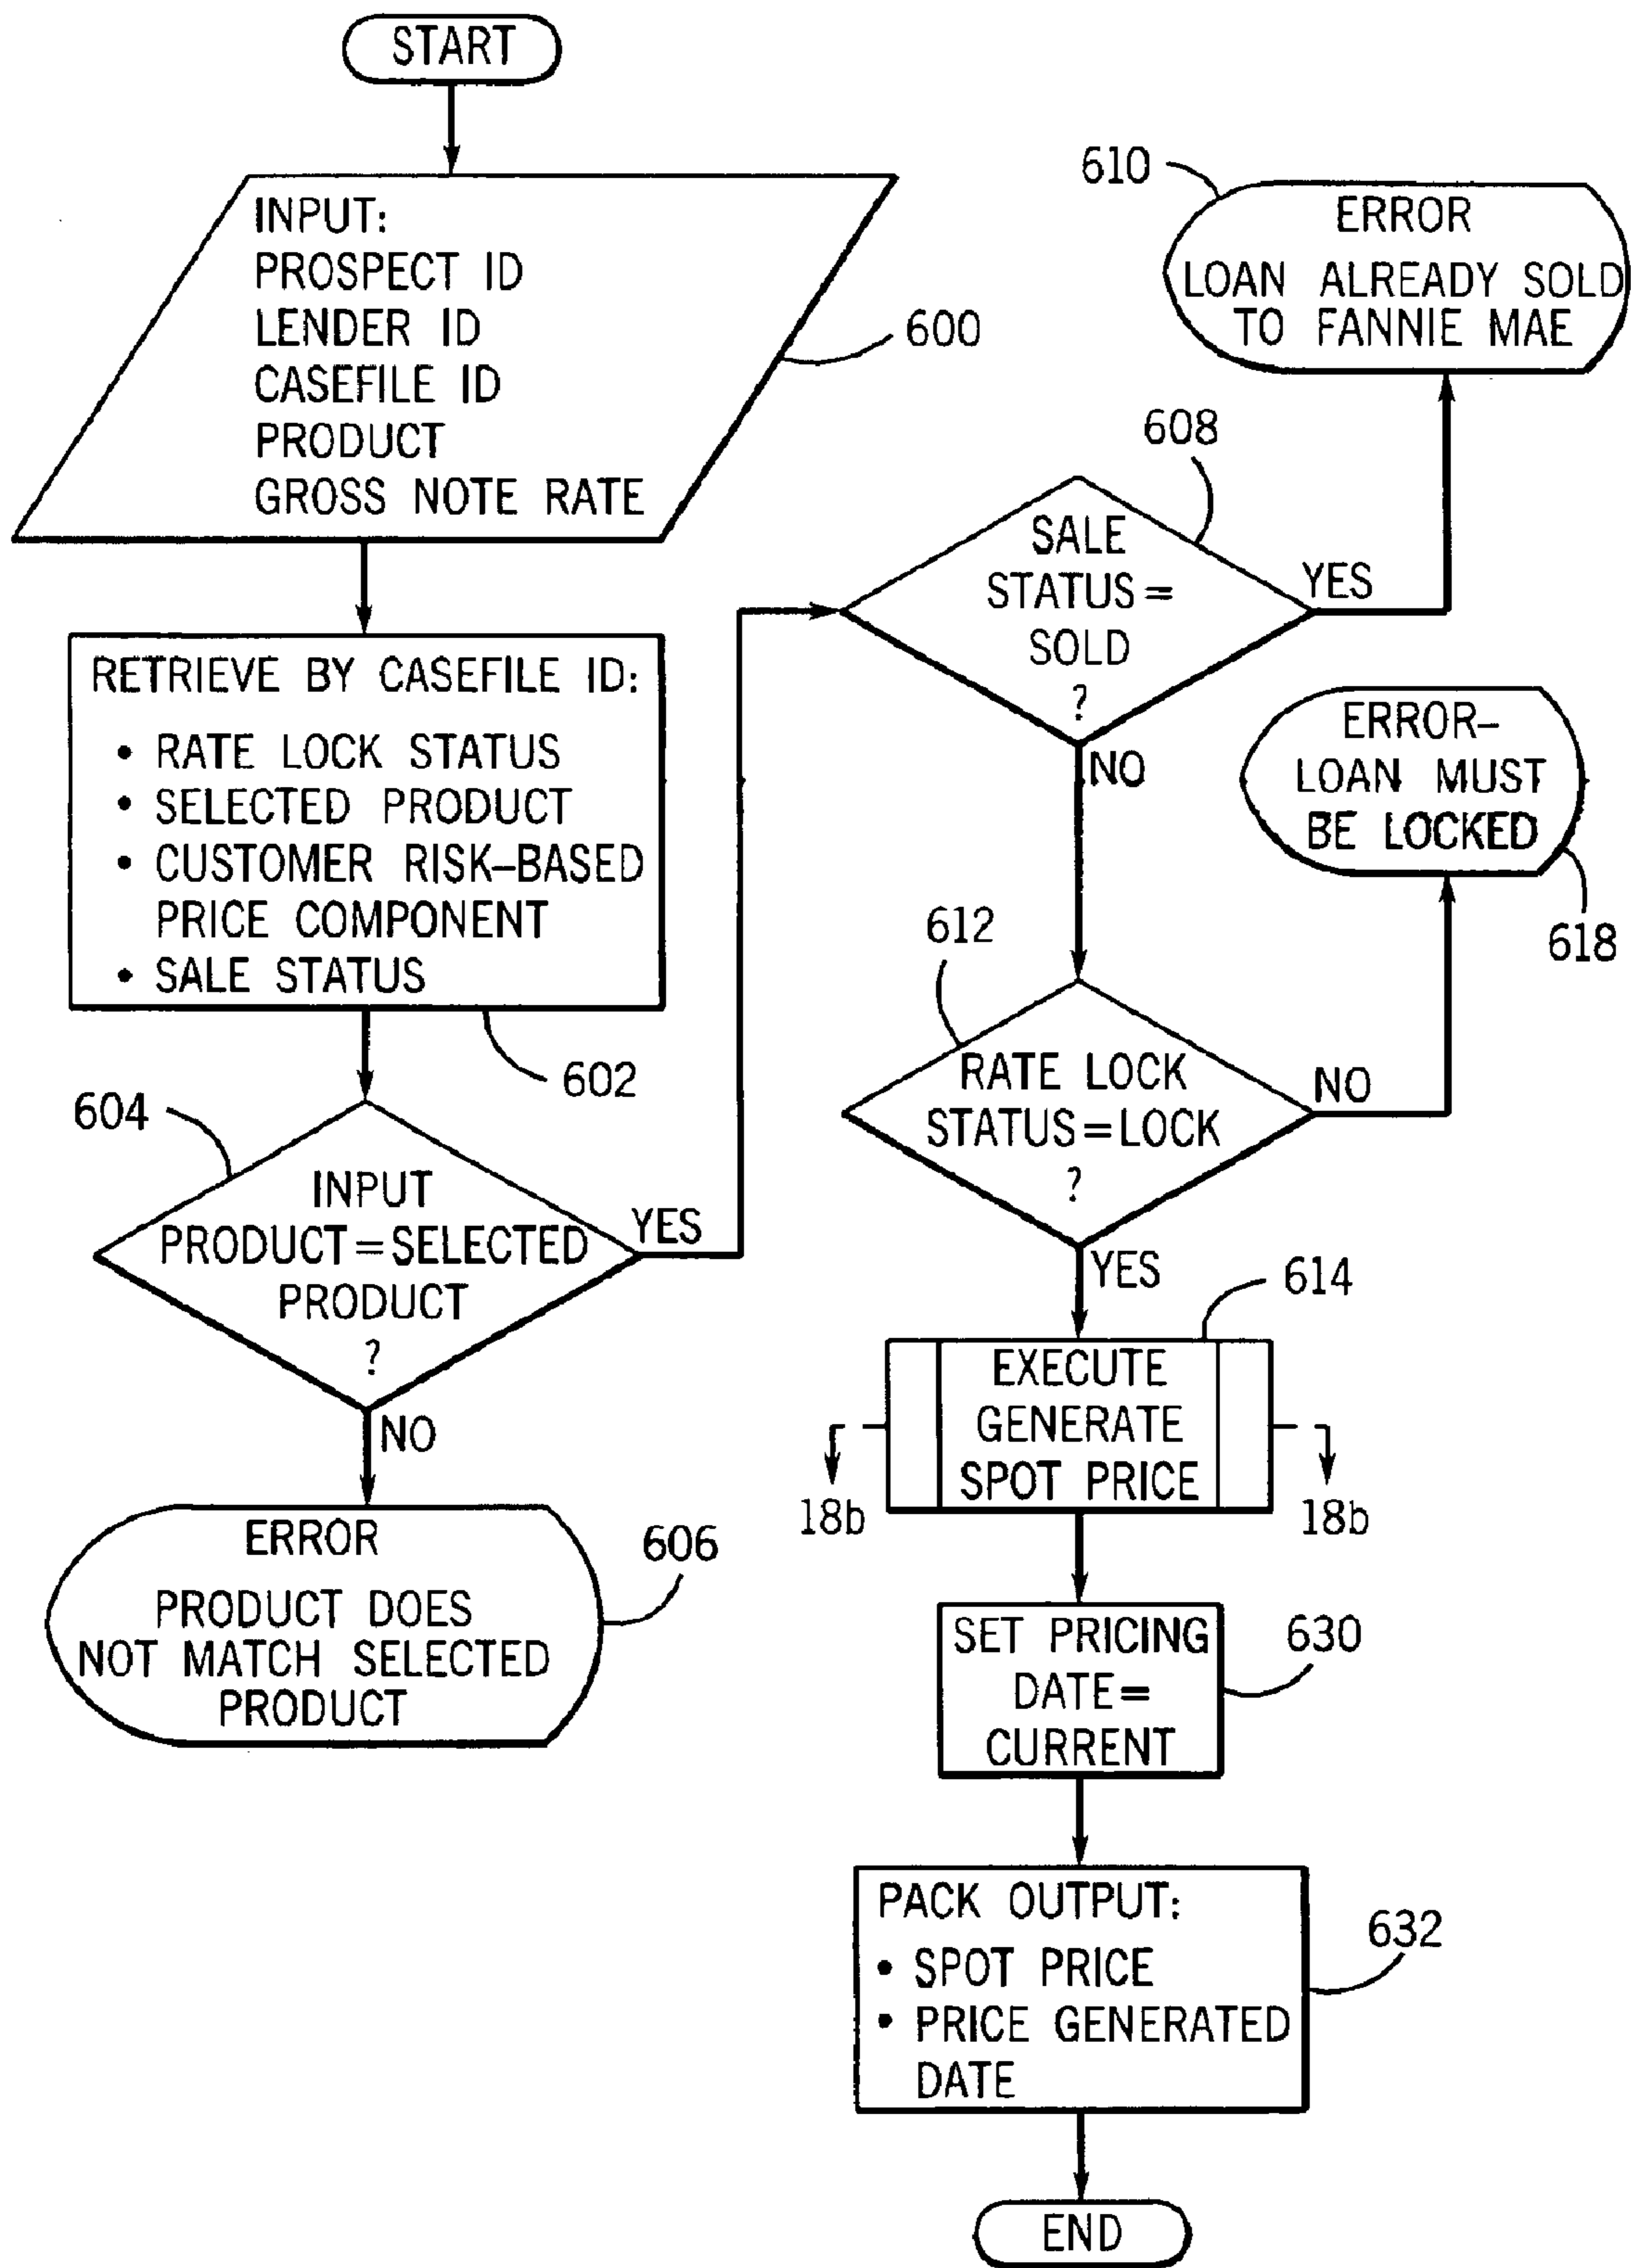 START
INPUT:
PROSPECT ID
LENDER ID
CASEFILE ID
PRODUCT
GROSS NOTE RATE
600
RETRIEVE BY CASEFILE ID:
• RATE LOCK STATUS
• SELECTED PRODUCT
• CUSTOMER RISK–BASED
PRICE COMPONENT
• SALE STATUS
602
604
INPUT
PRODUCT=SELECTED
PRODUCT
?
YES
NO
ERROR
PRODUCT DOES
NOT MATCH SELECTED
PRODUCT
606
608
SALE
STATUS=
SOLD
?
YES
NO
610
ERROR
LOAN ALREADY SOLD
TO FANNIE MAE
612
RATE LOCK
STATUS=LOCK
?
NO
YES
ERROR–
LOAN MUST
BE LOCKED
618
614
EXECUTE
GENERATE
SPOT PRICE
18b
18b
SET PRICING
DATE=
CURRENT
630
PACK OUTPUT:
• SPOT PRICE
• PRICE GENERATED
DATE
632
END